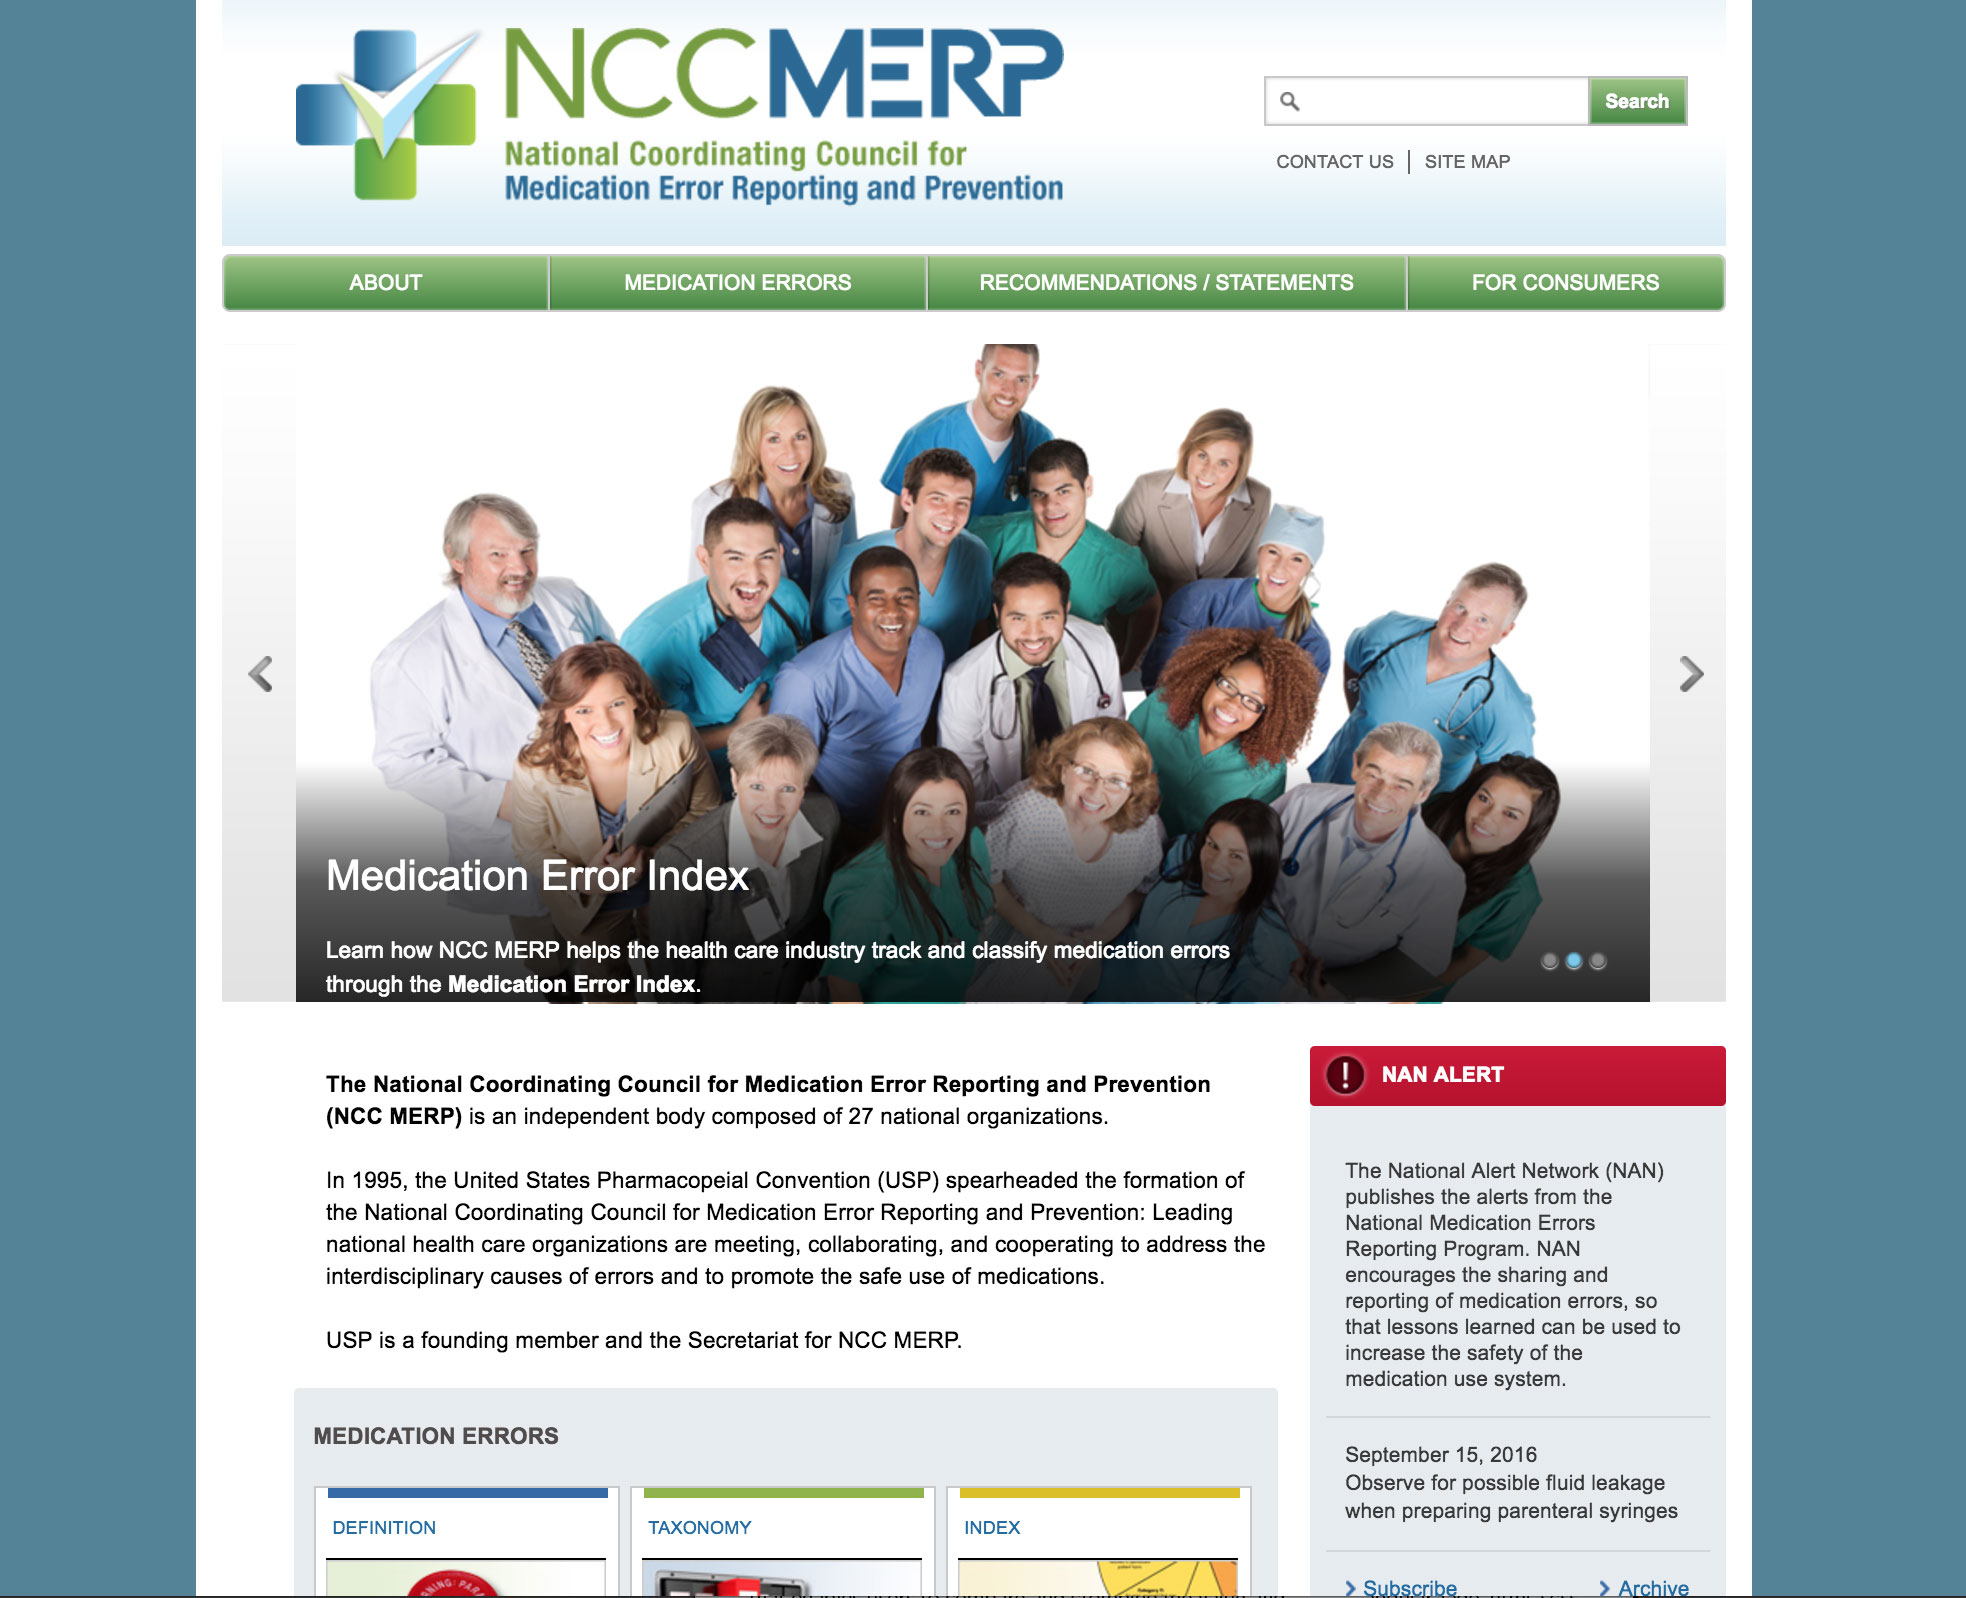 NCCMERP
National Coordinating Council for
Medication Error Reporting and Prevention
Search
CONTACT US | SITE MAP
ABOUT
MEDICATION ERRORS
RECOMMENDATIONS / STATEMENTS
FOR CONSUMERS
Medication Error Index
Learn how NCC MERP helps the health care industry track and classify medication errors
through the Medication Error Index.
The National Coordinating Council for Medication Error Reporting and Prevention
(NCC MERP) is an independent body composed of 27 national organizations.
In 1995, the United States Pharmacopeial Convention (USP) spearheaded the formation of
the National Coordinating Council for Medication Error Reporting and Prevention: Leading
national health care organizations are meeting, collaborating, and cooperating to address the
interdisciplinary causes of errors and to promote the safe use of medications.
USP is a founding member and the Secretariat for NCC MERP.
MEDICATION ERRORS
DEFINITION
TAXONOMY
INDEX
NAN ALERT
The National Alert Network (NAN)
publishes the alerts from the
National Medication Errors
Reporting Program. NAN
encourages the sharing and
reporting of medication errors, so
that lessons learned can be used to
increase the safety of the
medication use system.
September 15, 2016
Observe for possible fluid leakage
when preparing parenteral syringes
Subscribe
Archive